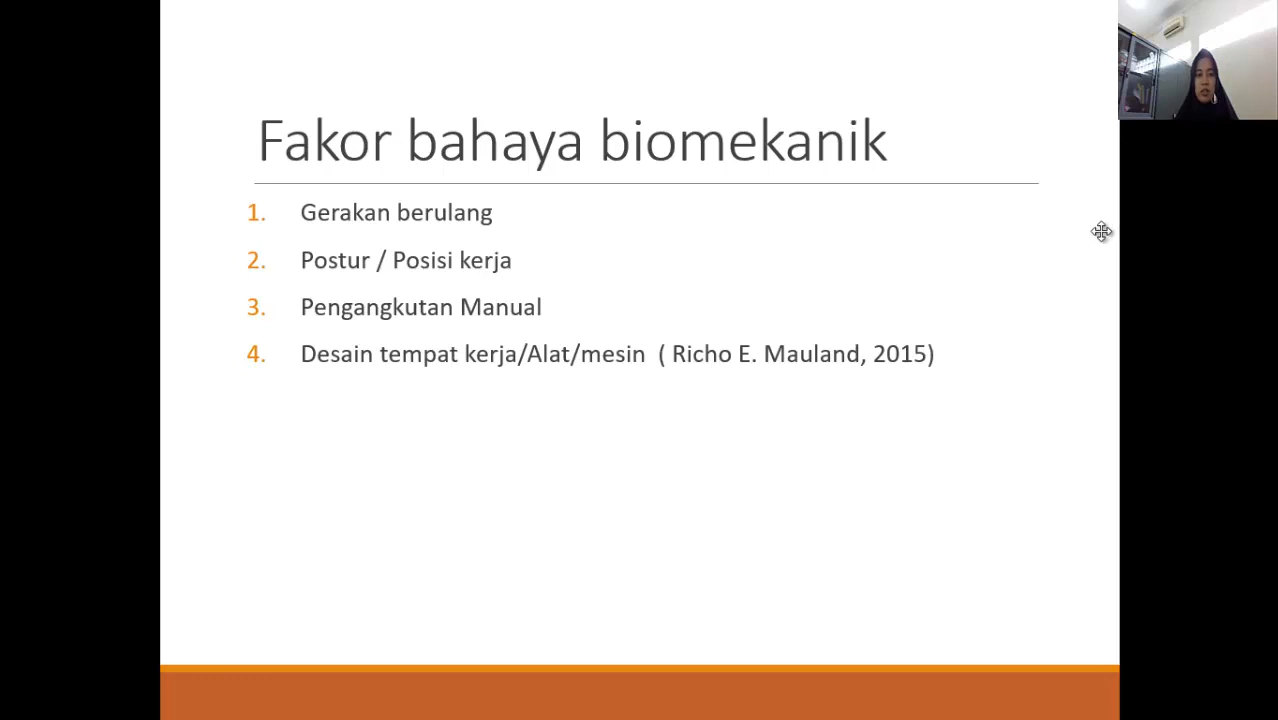 Fakor bahaya biomekanik
1. Gerakan berulang
2. Postur / Posisi kerja
3. Pengangkutan Manual
4. Desain tempat kerja/Alat/mesin ( Richo E. Mauland, 2015)